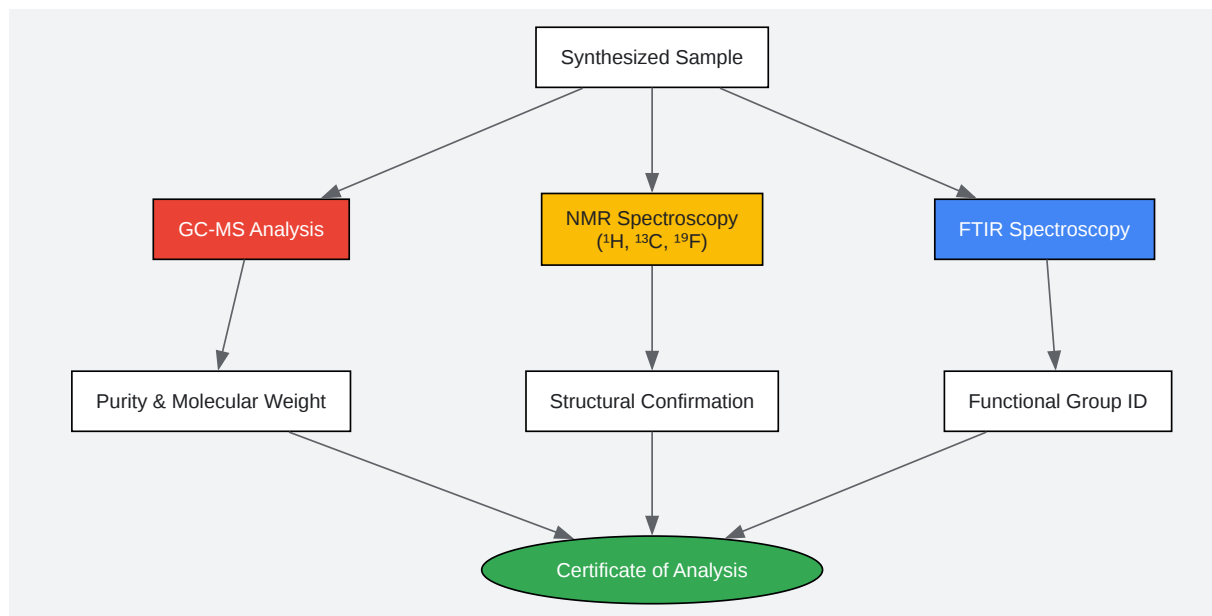 Synthesized Sample
GC-MS Analysis
NMR Spectroscopy
(¹H, ¹³C, ¹⁹F)
FTIR Spectroscopy
Purity & Molecular Weight
Structural Confirmation
Functional Group ID
Certificate of Analysis